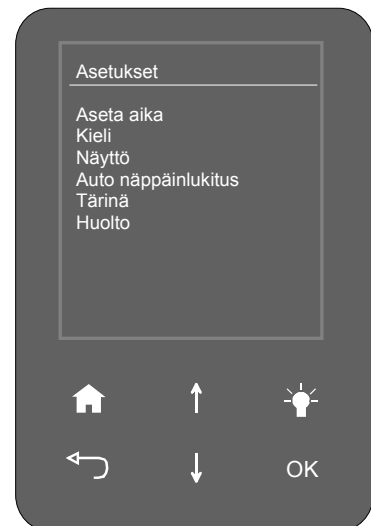 Asetukset
Aseta aika
Kieli
Näyttö
Auto näppäinlukitus
Tärinä
Huolto
OK